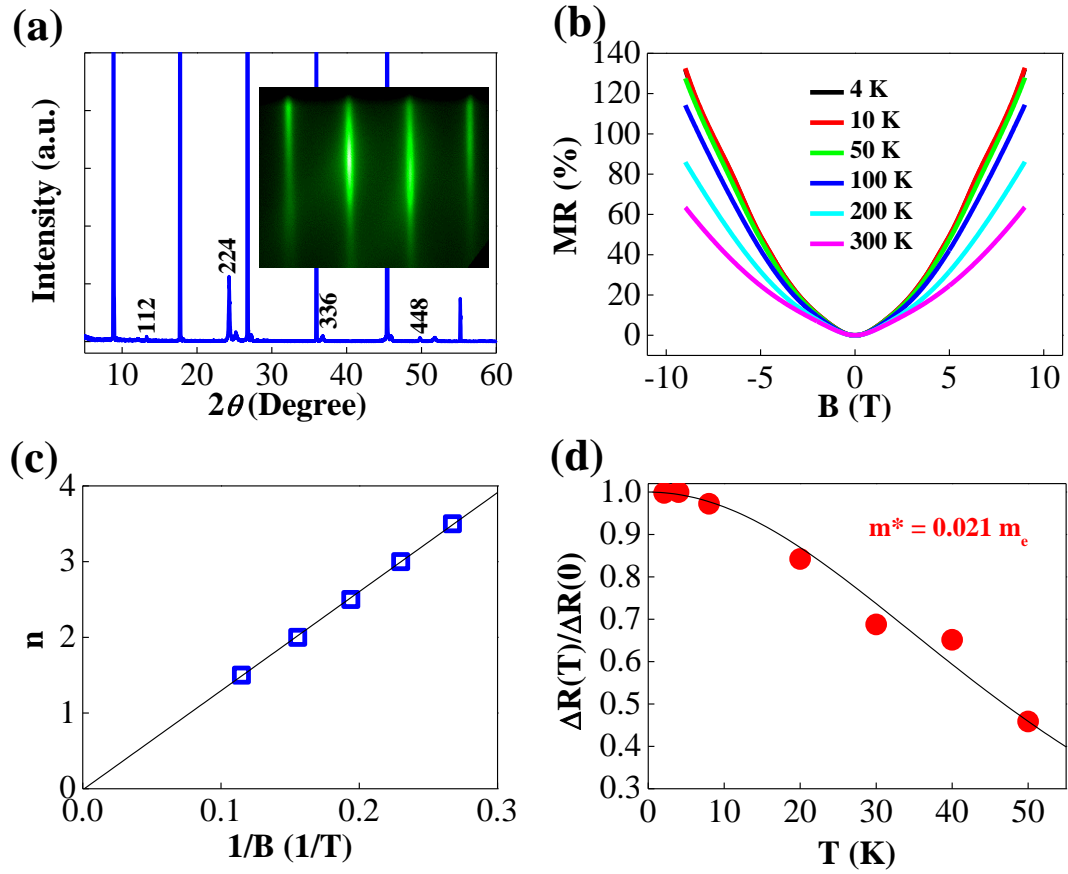 (a)
Intensity (a.u.)
112
224
336
448
10 20 30 40 50 60
2θ (Degree)
(b)
MR (%)
140
120
100
80
60
40
20
0
4 K
10 K
50 K
100 K
200 K
300 K
-10 -5 0 5 10
B (T)
(c)
n
4
3
2
1
0
0.0 0.1 0.2 0.3
1/B (1/T)
(d)
ΔR(T)/ΔR(0)
1.0
0.9
0.8
0.7
0.6
0.5
0.4
0.3
m* = 0.021 mₑ
0 10 20 30 40 50
T (K)